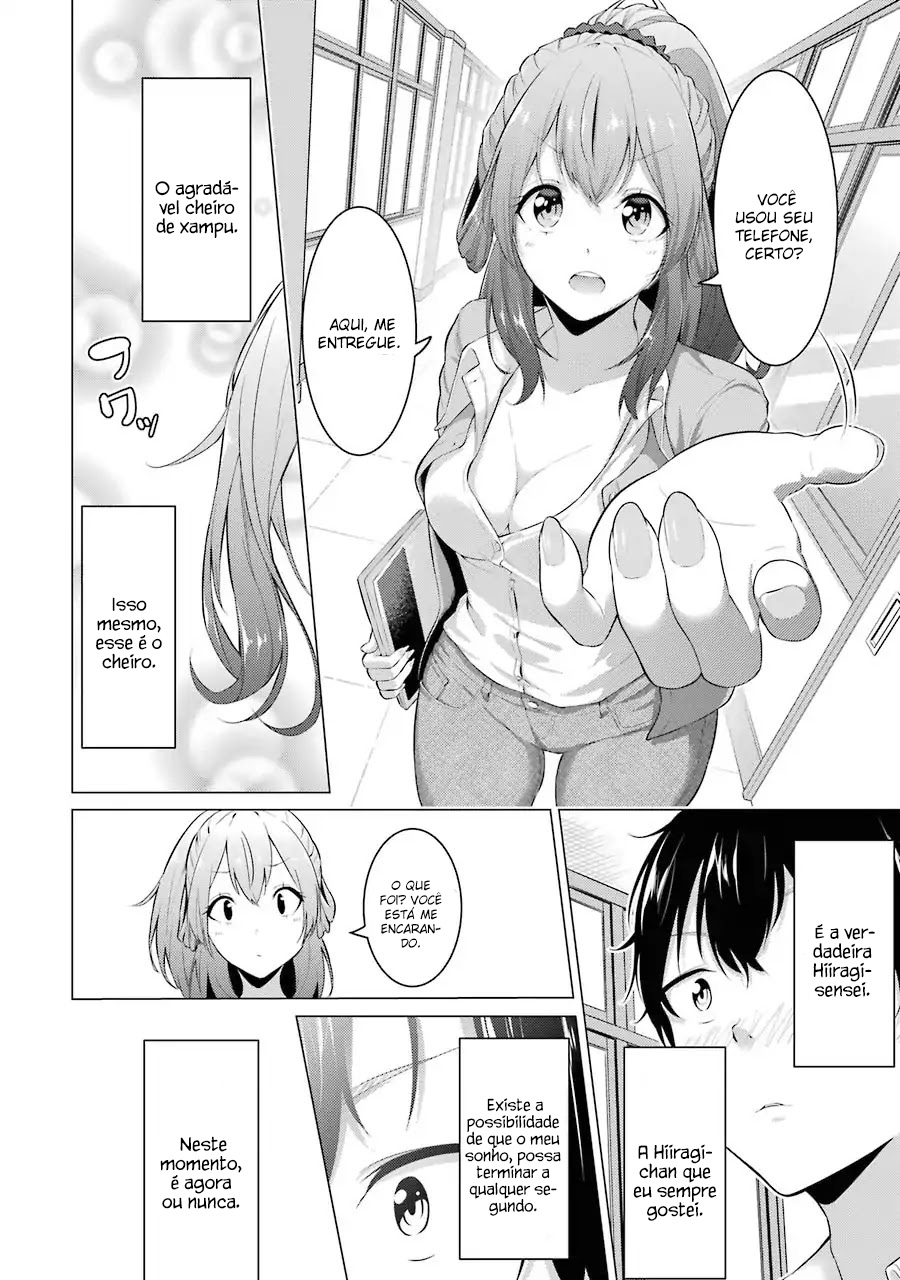 VOCÊ
USOU SEU
TELEFONE,
CERTO?
AQUI, ME
ENTREGUE.
O agradá-
vel cheiro
de xampu.
フワッ
Isso
mesmo,
esse é o
cheiro.
É a ver-
dadeira
Hiiragi-
sensei.
O QUE
FOI? VOCÊ
ESTÁ ME
ENCARAN-
DO.
A Hiiragi-
chan que
eu sempre
gostei.
Existe a
possibilidade
de que o meu
sonho, possa
terminar a
qualquer se-
gundo.
Neste
momento,
é agora
ou nunca.